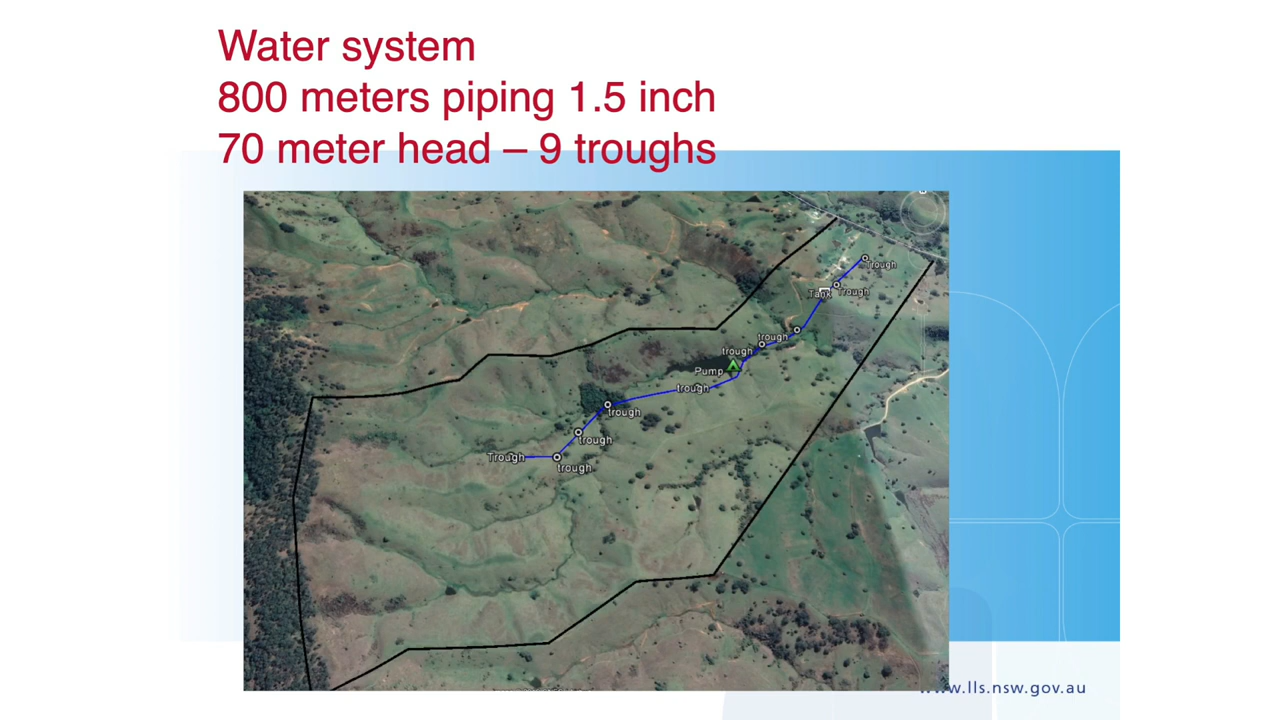 Water system
800 meters piping 1.5 inch
70 meter head – 9 troughs
Trough
Tank
Trough
trough
trough
Pump
trough
trough
trough
Trough
trough
www.lls.nsw.gov.au